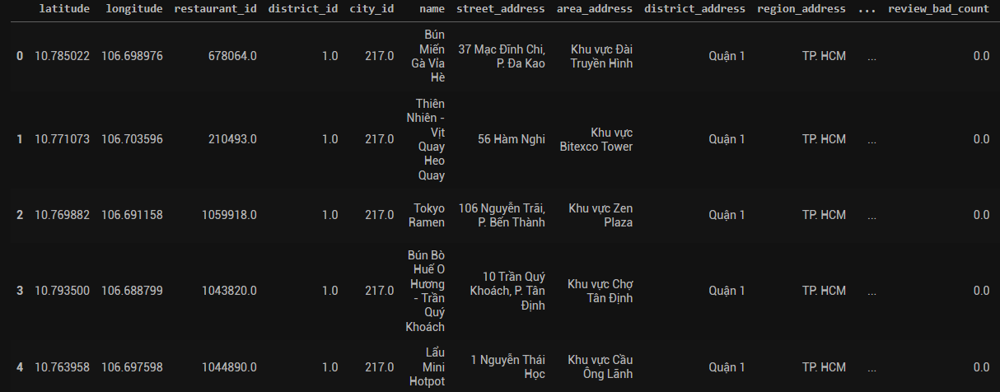 latitude longitude restaurant_id district_id city_id name street_address area_address district_address region_address ... review_bad_count
0 10.785022 106.698976 678064.0 1.0 217.0 Bún Miến Gà Vỉa Hè 37 Mạc Đĩnh Chi, P. Đa Kao Khu vực Đài Truyền Hình Quận 1 TP. HCM ... 0.0
1 10.771073 106.703596 210493.0 1.0 217.0 Thiên Nhiên - Vịt Quay Heo Quay 56 Hàm Nghi Khu vực Bitexco Tower Quận 1 TP. HCM ... 0.0
2 10.769882 106.691158 1059918.0 1.0 217.0 Tokyo Ramen 106 Nguyễn Trãi, P. Bến Thành Khu vực Zen Plaza Quận 1 TP. HCM ... 0.0
3 10.793500 106.688799 1043820.0 1.0 217.0 Bún Bò Huế O Hương - Trần Quý Khoách 10 Trần Quý Khoách, P. Tân Định Khu vực Chợ Tân Định Quận 1 TP. HCM ... 0.0
4 10.763958 106.697598 1044890.0 1.0 217.0 Lẩu Mini Hotpot 1 Nguyễn Thái Học Khu vực Cầu Ông Lãnh Quận 1 TP. HCM ... 0.0